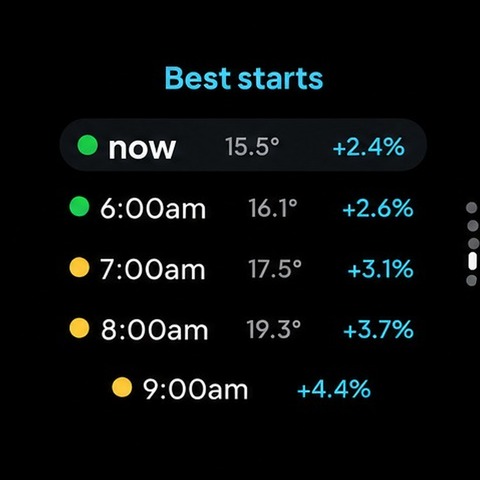 Best starts
now 15.5° +2.4%
6:00am 16.1° +2.6%
7:00am 17.5° +3.1%
8:00am 19.3° +3.7%
9:00am +4.4%